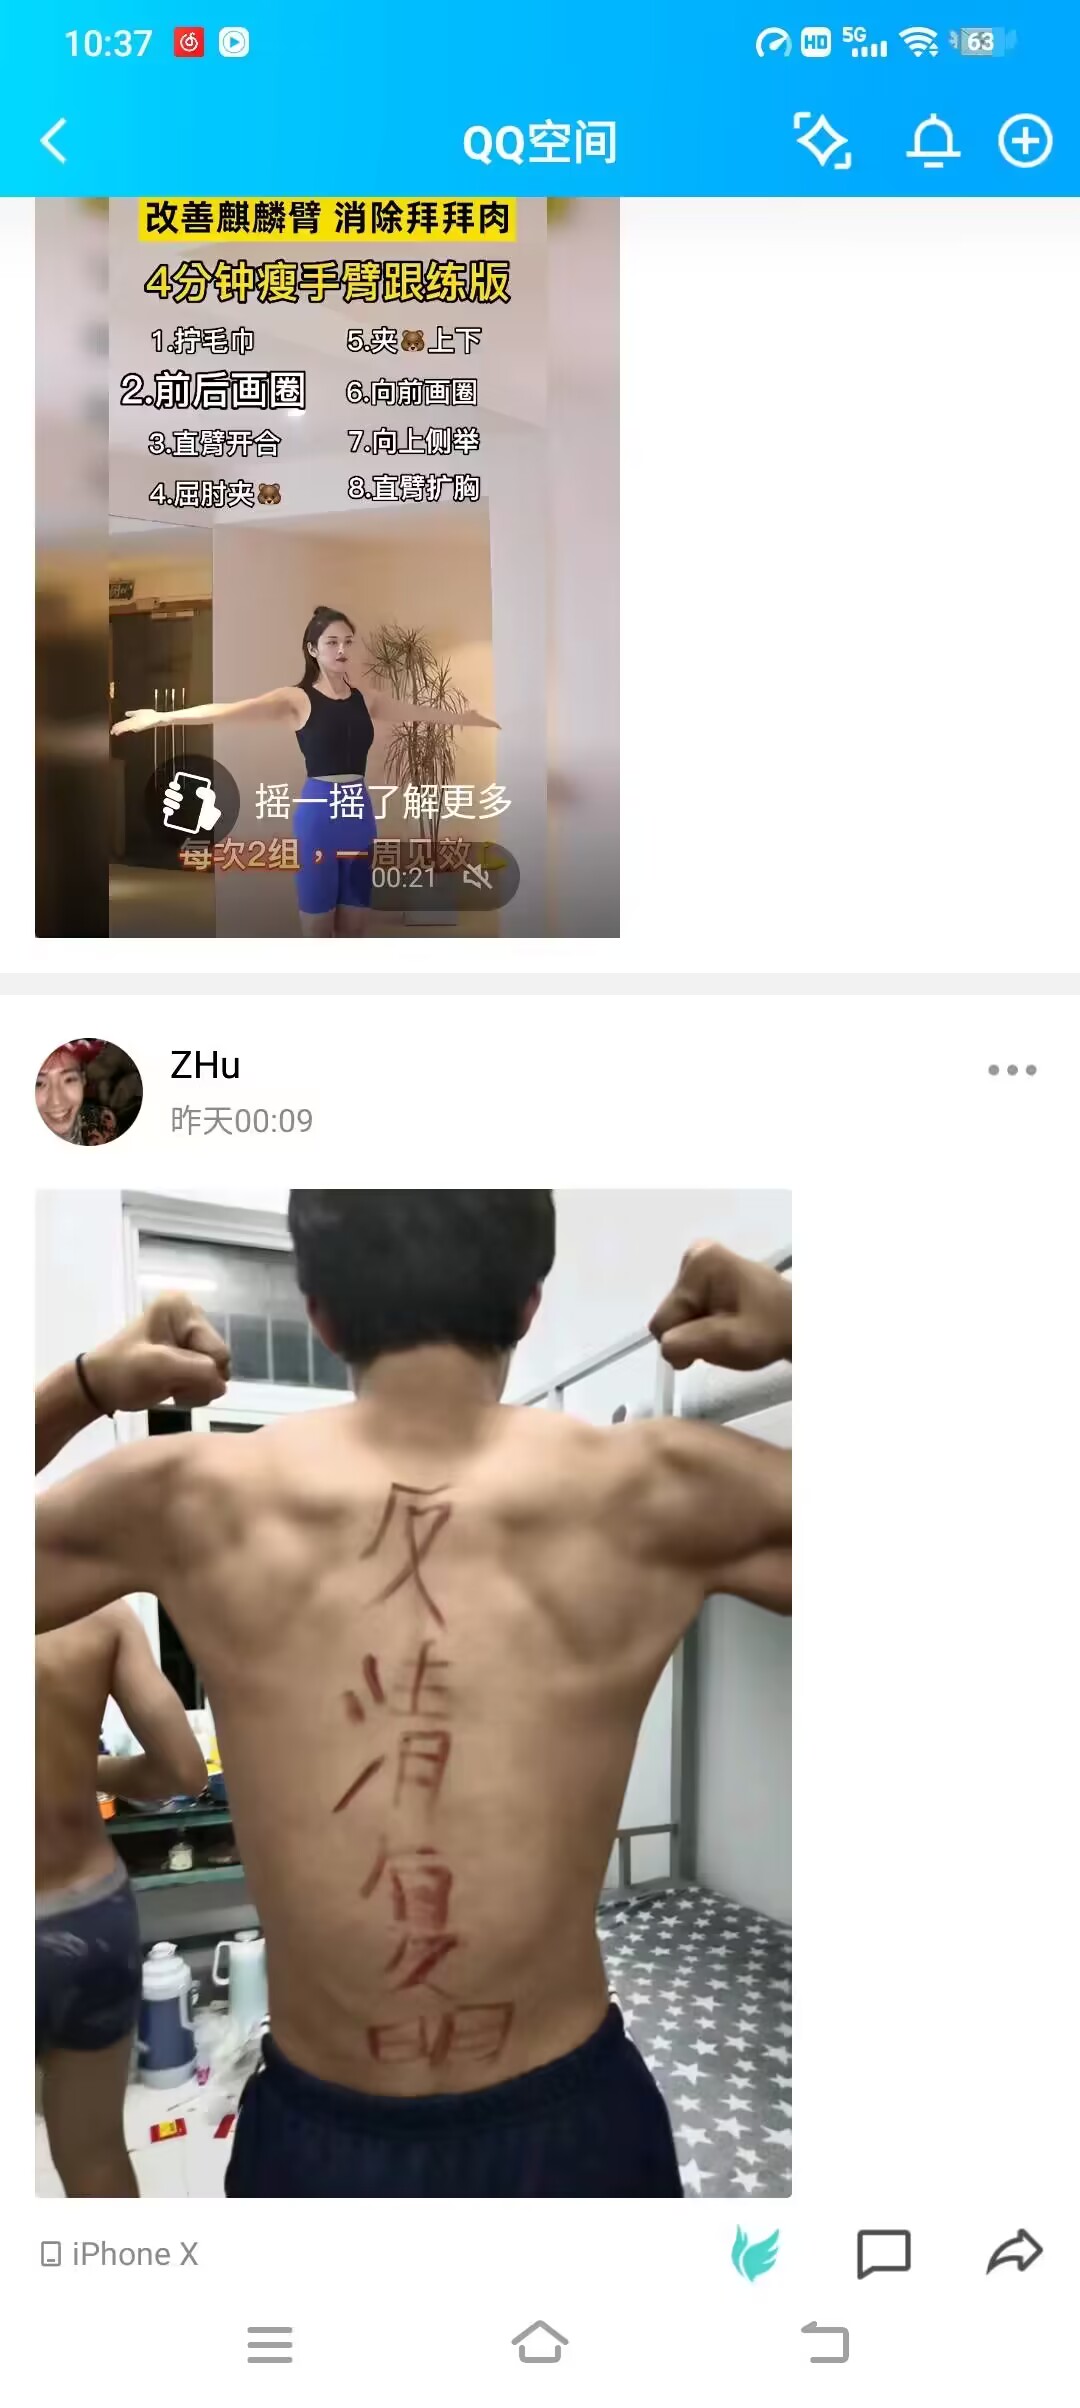 10:37
HD
5G
63
QQ空间
改善麒麟臂 消除拜拜肉
4分钟瘦手臂跟练版
1.拧毛巾
5.夹🐻上下
2.前后画圈
6.向前画圈
3.直臂开合
7.向上侧举
4.屈肘夹🐻
8.直臂扩胸
摇一摇了解更多
每次2组，一周见效
00:21
ZHu
昨天00:09
反
清
復
明
iPhone X